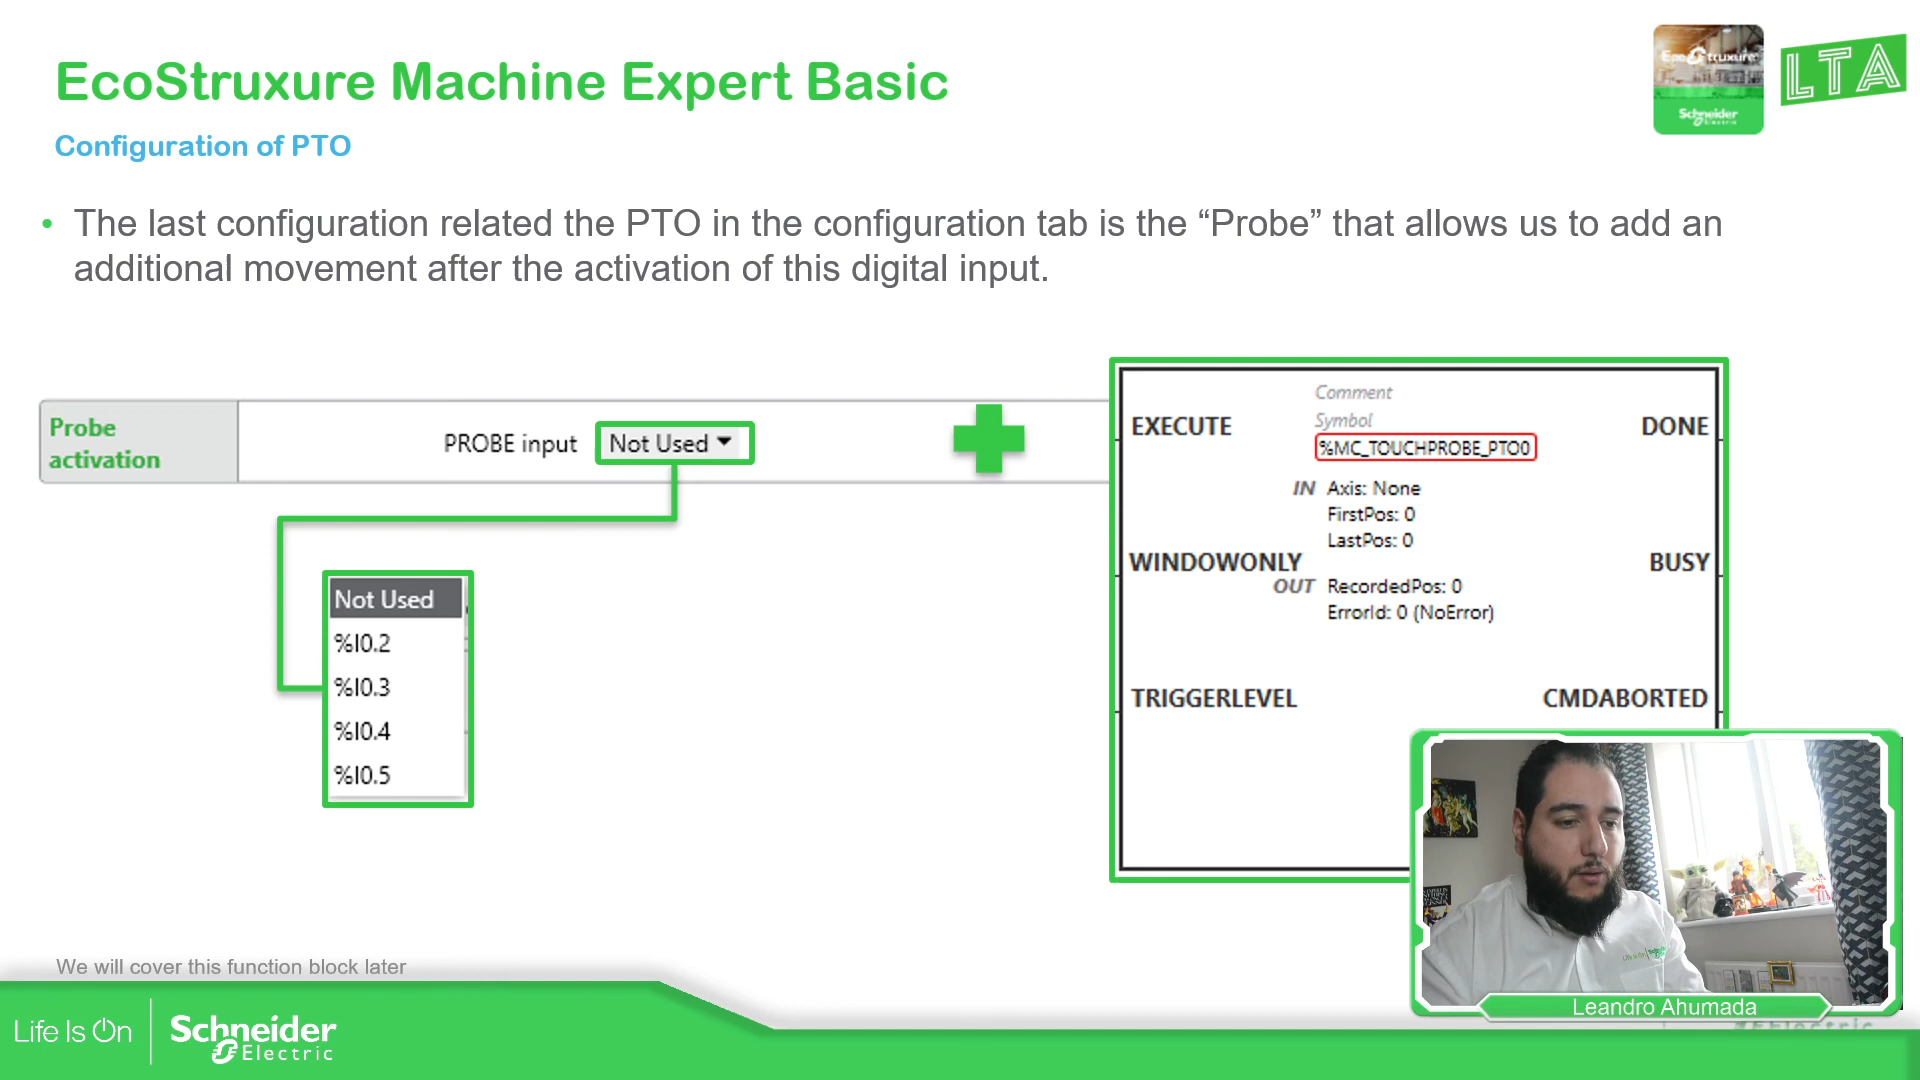 EcoStruxure Machine Expert Basic
EcoStruxure
Schneider
Electric
LTA
Configuration of PTO
• The last configuration related the PTO in the configuration tab is the “Probe” that allows us to add an
additional movement after the activation of this digital input.
Probe
activation
PROBE input
Not Used
Not Used
%I0.2
%I0.3
%I0.4
%I0.5
Comment
Symbol
%MC_TOUCHPROBE_PTO0
EXECUTE
DONE
IN Axis: None
FirstPos: 0
LastPos: 0
WINDOWONLY
BUSY
OUT RecordedPos: 0
ErrorId: 0 (NoError)
TRIGGERLEVEL
CMDABORTED
Leandro Ahumada
We will cover this function block later
Life Is On
Schneider
Electric